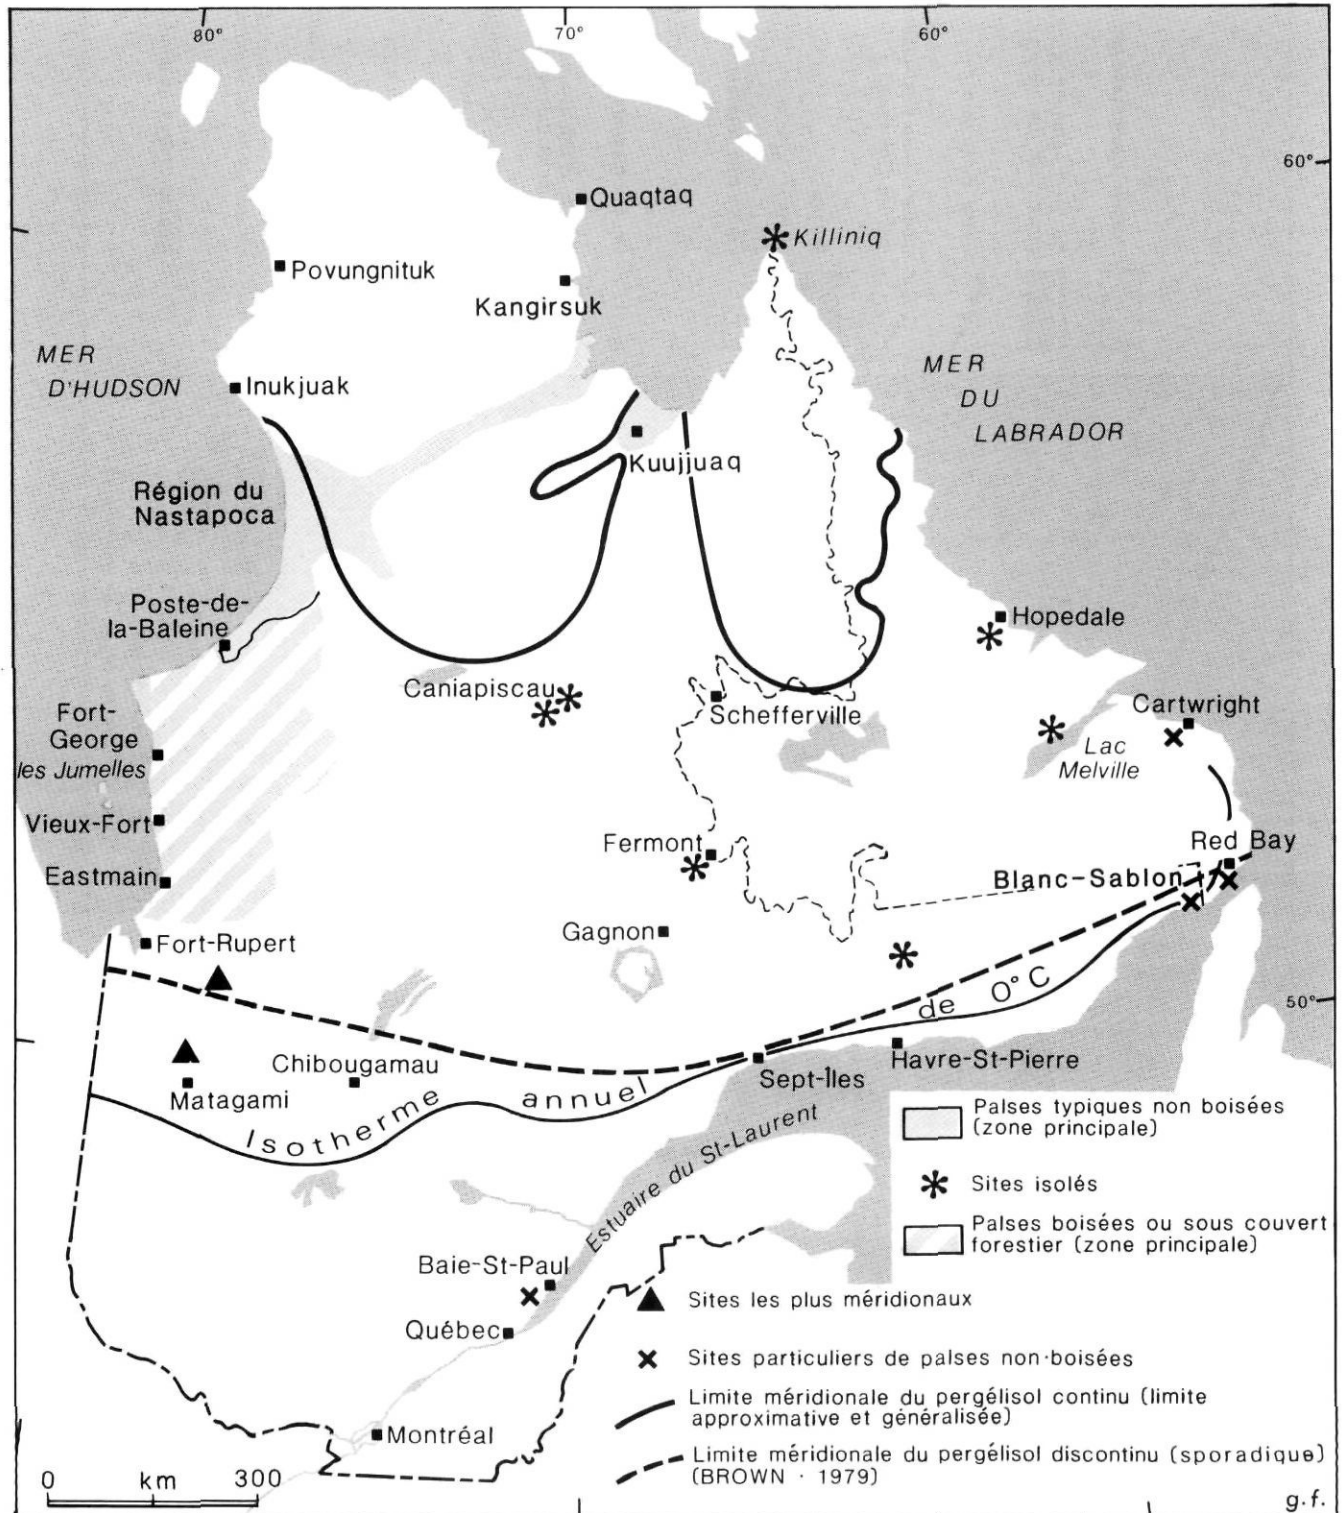 80°
70°
60°
60°
Quaqtaq
Killiniq
Povungnituk
Kangirsuk
MER
D'HUDSON
MER
DU
LABRADOR
Inukjuak
Kuujjuaq
Région du
Nastapoca
Poste-de-
la-Baleine
Hopedale
Caniapiscau
Schefferville
Cartwright
Fort-
George
les Jumelles
Lac
Melville
Vieux-Fort
Fermont
Red Bay
Eastmain
Blanc-Sablon
Gagnon
Fort-Rupert
50°
Chibougamau
Matagami
Sept-Îles
Havre-St-Pierre
Isotherme annuel de 0°C
Estuaire du St-Laurent
Baie-St-Paul
Québec
Montréal
Palses typiques non boisées
(zone principale)
Sites isolés
Palses boisées ou sous couvert
forestier (zone principale)
Sites les plus méridionaux
Sites particuliers de palses non·boisées
Limite méridionale du pergélisol continu (limite
approximative et généralisée)
Limite méridionale du pergélisol discontinu (sporadique)
(BROWN · 1979)
0 km 300
g.f.